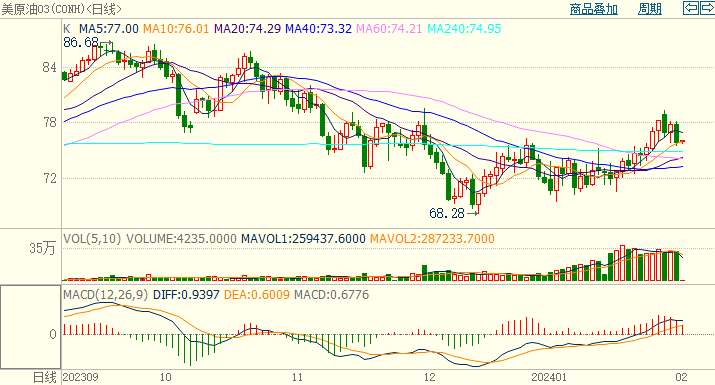 美原油03(CONH)<日线> 商品叠加 周期
K MA5:77.00 MA10:76.01 MA20:74.29 MA40:73.32 MA60:74.21 MA240:74.95
86.68
84
78
72
68.28
VOL(5,10) VOLUME:4235.0000 MAVOL1:259437.6000 MAVOL2:287233.7000
35万
MACD(12,26,9) DIFF:0.9397 DEA:0.6009 MACD:0.6776
0
日线 202309 10 11 12 202401 02